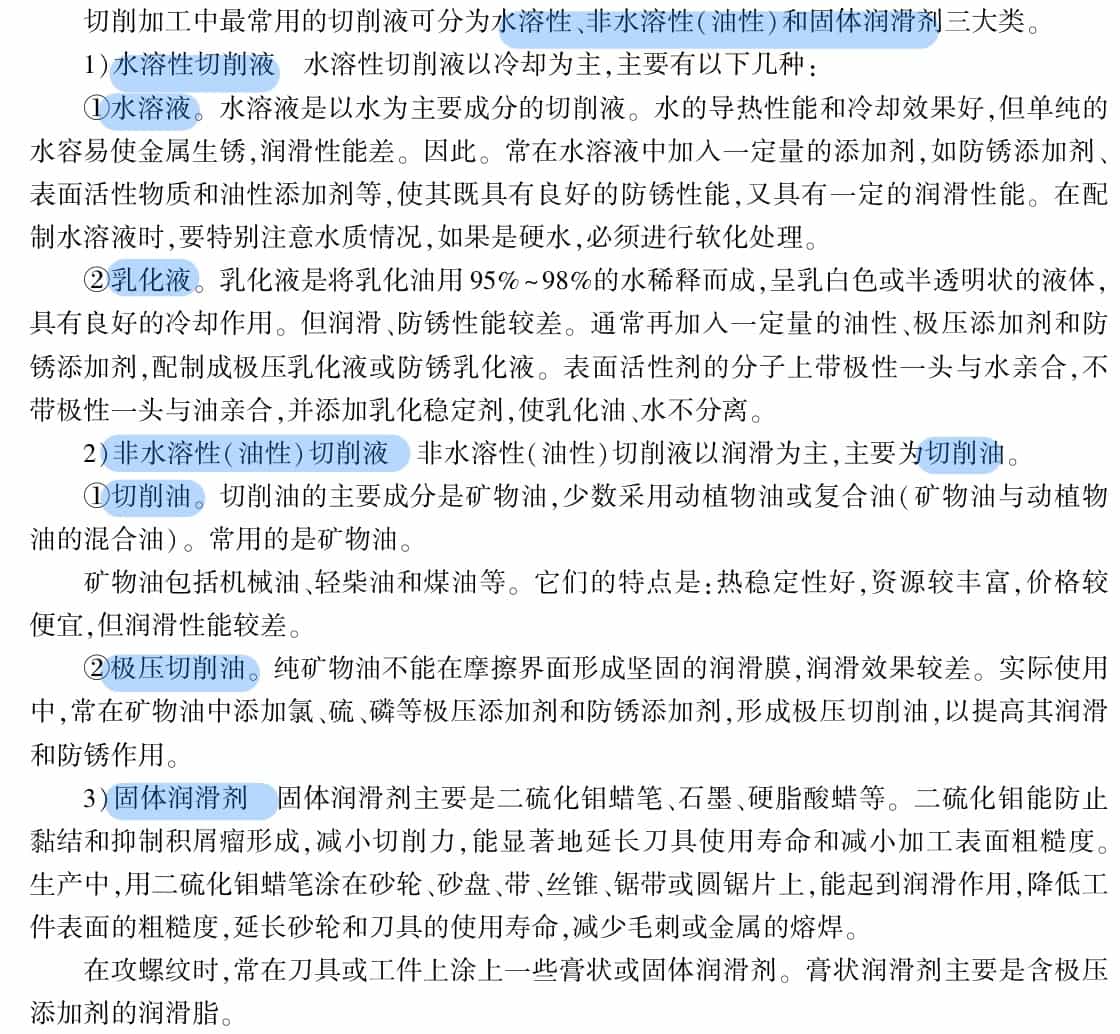 切削加工中最常用的切削液可分为水溶性、非水溶性(油性)和固体润滑剂三大类。
1)水溶性切削液 水溶性切削液以冷却为主,主要有以下几种:
①水溶液。水溶液是以水为主要成分的切削液。水的导热性能和冷却效果好,但单纯的
水容易使金属生锈,润滑性能差。因此。常在水溶液中加入一定量的添加剂,如防锈添加剂、
表面活性物质和油性添加剂等,使其既具有良好的防锈性能,又具有一定的润滑性能。在配
制水溶液时,要特别注意水质情况,如果是硬水,必须进行软化处理。
②乳化液。乳化液是将乳化油用95%~98%的水稀释而成,呈乳白色或半透明状的液体,
具有良好的冷却作用。但润滑、防锈性能较差。通常再加入一定量的油性、极压添加剂和防
锈添加剂,配制成极压乳化液或防锈乳化液。表面活性剂的分子上带极性一头与水亲合,不
带极性一头与油亲合,并添加乳化稳定剂,使乳化油、水不分离。
2)非水溶性(油性)切削液 非水溶性(油性)切削液以润滑为主,主要为切削油。
①切削油。切削油的主要成分是矿物油,少数采用动植物油或复合油(矿物油与动植物
油的混合油)。常用的是矿物油。
矿物油包括机械油、轻柴油和煤油等。它们的特点是:热稳定性好,资源较丰富,价格较
便宜,但润滑性能较差。
②极压切削油。纯矿物油不能在摩擦界面形成坚固的润滑膜,润滑效果较差。实际使用
中,常在矿物油中添加氯、硫、磷等极压添加剂和防锈添加剂,形成极压切削油,以提高其润滑
和防锈作用。
3)固体润滑剂 固体润滑剂主要是二硫化钼蜡笔、石墨、硬脂酸蜡等。二硫化钼能防止
黏结和抑制积屑瘤形成,减小切削力,能显著地延长刀具使用寿命和减小加工表面粗糙度。
生产中,用二硫化钼蜡笔涂在砂轮、砂盘、带、丝锥、锯带或圆锯片上,能起到润滑作用,降低工
件表面的粗糙度,延长砂轮和刀具的使用寿命,减少毛刺或金属的熔焊。
在攻螺纹时,常在刀具或工件上涂上一些膏状或固体润滑剂。膏状润滑剂主要是含极压
添加剂的润滑脂。